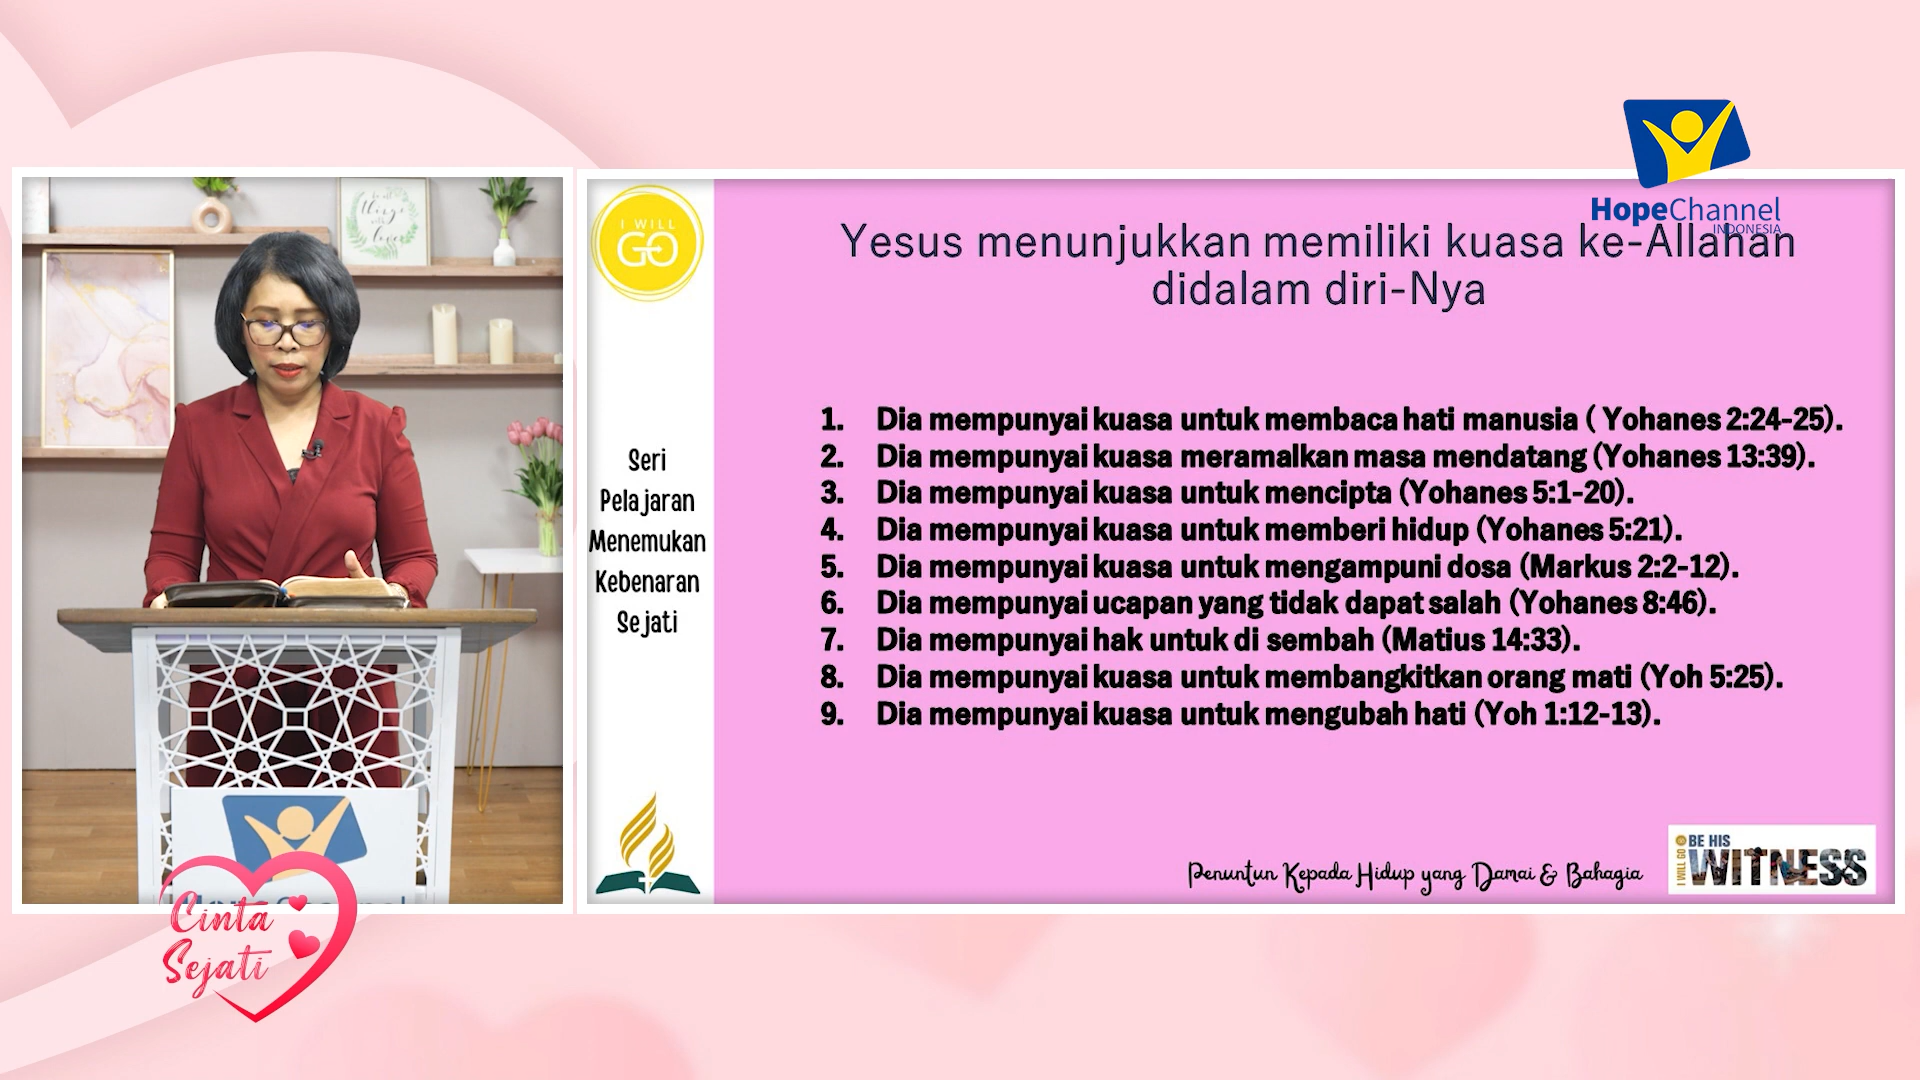 HopeChannel
INDONESIA
I WILL
GO
Yesus menunjukkan memiliki kuasa ke-Allahan
didalam diri-Nya
1. Dia mempunyai kuasa untuk membaca hati manusia ( Yohanes 2:24-25).
2. Dia mempunyai kuasa meramalkan masa mendatang (Yohanes 13:39).
3. Dia mempunyai kuasa untuk mencipta (Yohanes 5:1-20).
4. Dia mempunyai kuasa untuk memberi hidup (Yohanes 5:21).
5. Dia mempunyai kuasa untuk mengampuni dosa (Markus 2:2-12).
6. Dia mempunyai ucapan yang tidak dapat salah (Yohanes 8:46).
7. Dia mempunyai hak untuk di sembah (Matius 14:33).
8. Dia mempunyai kuasa untuk membangkitkan orang mati (Yoh 5:25).
9. Dia mempunyai kuasa untuk mengubah hati (Yoh 1:12-13).
Seri
Pelajaran
Menemukan
Kebenaran
Sejati
Penuntun Kepada Hidup yang Damai & Bahagia
I WILL GO
BE HIS
WITNESS
things
with
love
Cinta
Sejati